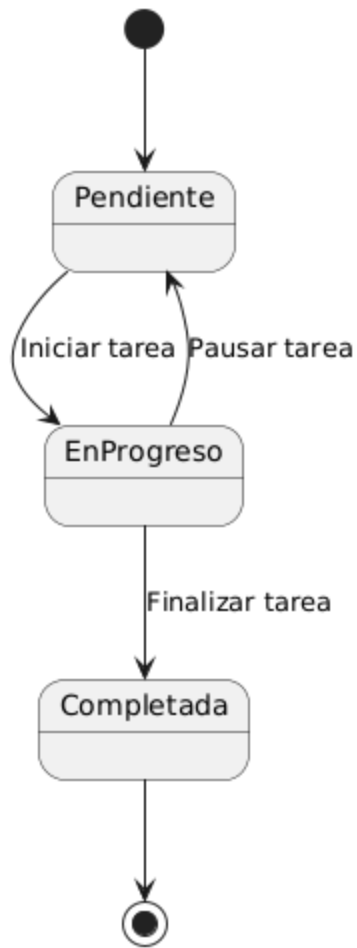 Pendiente
Iniciar tarea
Pausar tarea
EnProgreso
Finalizar tarea
Completada